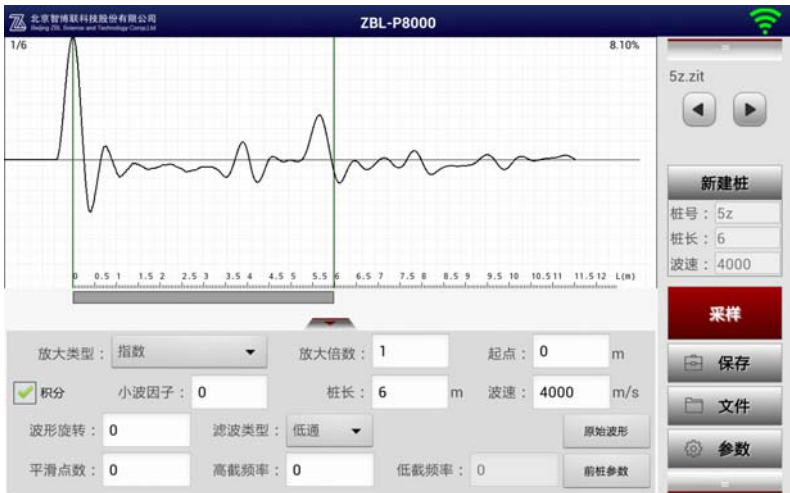 北京智博联科技股份有限公司
Beijing ZBL Science and Technology Comp.Ltd
ZBL-P8000
1/6
8.10%
5z.zit
0 0.5 1 1.5 2 2.5 3 3.5 4 4.5 5 5.5 6 6.5 7 7.5 8 8.5 9 9.5 10 10.5 11 11.5 12 L(m)
新建桩
桩号: 5z
桩长: 6
波速: 4000
采样
保存
文件
参数
放大类型: 指数 放大倍数: 1 起点: 0 m
积分 小波因子: 0 桩长: 6 m 波速: 4000 m/s
波形旋转: 0 滤波类型: 低通 原始波形
平滑点数: 0 高截频率: 0 低截频率: 0 前桩参数